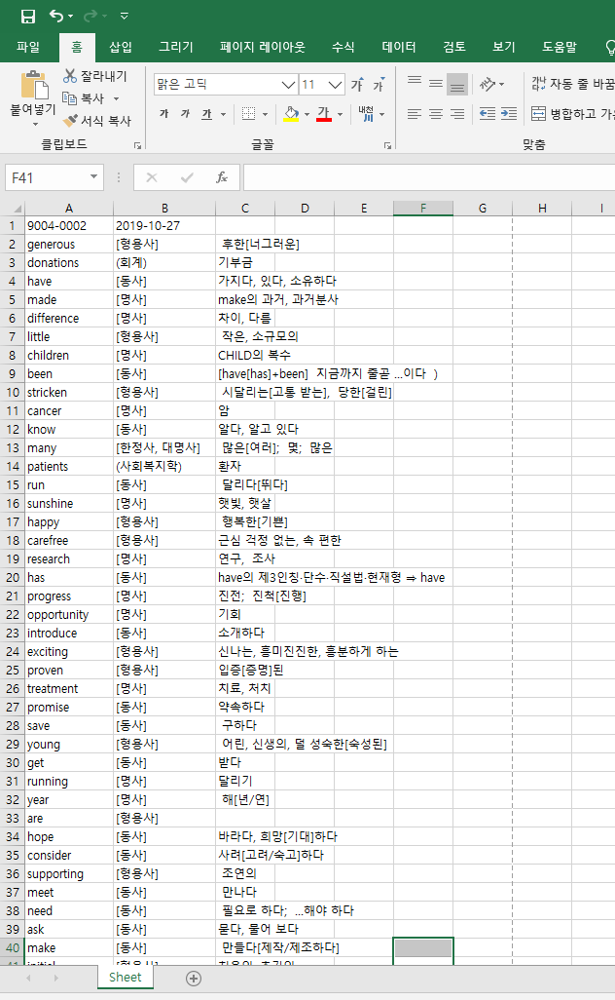 파일 홈 삽입 그리기 페이지 레이아웃 수식 데이터 검토 보기 도움말
붙여넣기
잘라내기
복사
서식 복사
클립보드
맑은 고딕 11 가 가
가 가 가 가 내천
글꼴
자동 줄 바꿈
병합하고 가운
맞춤
F41 fx
A B C D E F G H I
1 9004-0002 2019-10-27
2 generous [형용사] 후한[너그러운]
3 donations (회계) 기부금
4 have [동사] 가지다, 있다, 소유하다
5 made [명사] make의 과거, 과거분사
6 difference [명사] 차이, 다름
7 little [형용사] 작은, 소규모의
8 children [명사] CHILD의 복수
9 been [동사] [have[has]+been] 지금까지 줄곧 ...이다 )
10 stricken [형용사] 시달리는[고통 받는], 당한[걸린]
11 cancer [명사] 암
12 know [동사] 알다, 알고 있다
13 many [한정사, 대명사] 많은[여러]; 몇; 많은
14 patients (사회복지학) 환자
15 run [동사] 달리다[뛰다]
16 sunshine [명사] 햇빛, 햇살
17 happy [형용사] 행복한[기쁜]
18 carefree [형용사] 근심 걱정 없는, 속 편한
19 research [명사] 연구, 조사
20 has [동사] have의 제3인칭·단수·직설법·현재형 ⇒ have
21 progress [명사] 진전; 진척[진행]
22 opportunity [명사] 기회
23 introduce [동사] 소개하다
24 exciting [형용사] 신나는, 흥미진진한, 흥분하게 하는
25 proven [형용사] 입증[증명]된
26 treatment [명사] 치료, 처치
27 promise [동사] 약속하다
28 save [동사] 구하다
29 young [형용사] 어린, 신생의, 덜 성숙한[숙성된]
30 get [동사] 받다
31 running [명사] 달리기
32 year [명사] 해[년/연]
33 are [형용사]
34 hope [동사] 바라다, 희망[기대]하다
35 consider [동사] 사려[고려/숙고]하다
36 supporting [형용사] 조연의
37 meet [동사] 만나다
38 need [동사] 필요로 하다; ...해야 하다
39 ask [동사] 묻다, 물어 보다
40 make [동사] 만들다[제작/제조하다]
Sheet